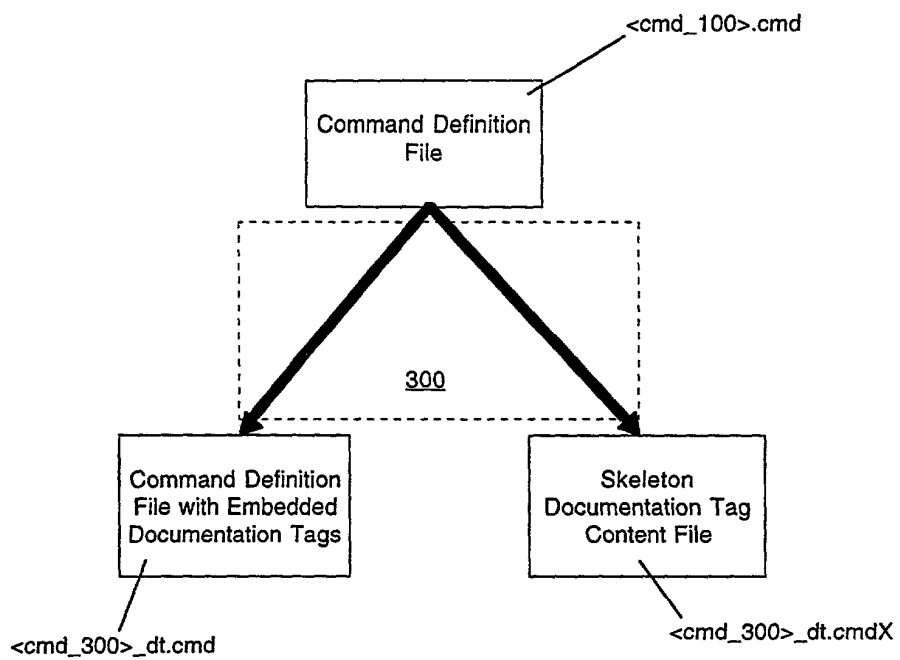 <cmd_100>.cmd
Command Definition
File
300
Command Definition
File with Embedded
Documentation Tags
Skeleton
Documentation Tag
Content File
<cmd_300>_dt.cmd
<cmd_300>_dt.cmdX